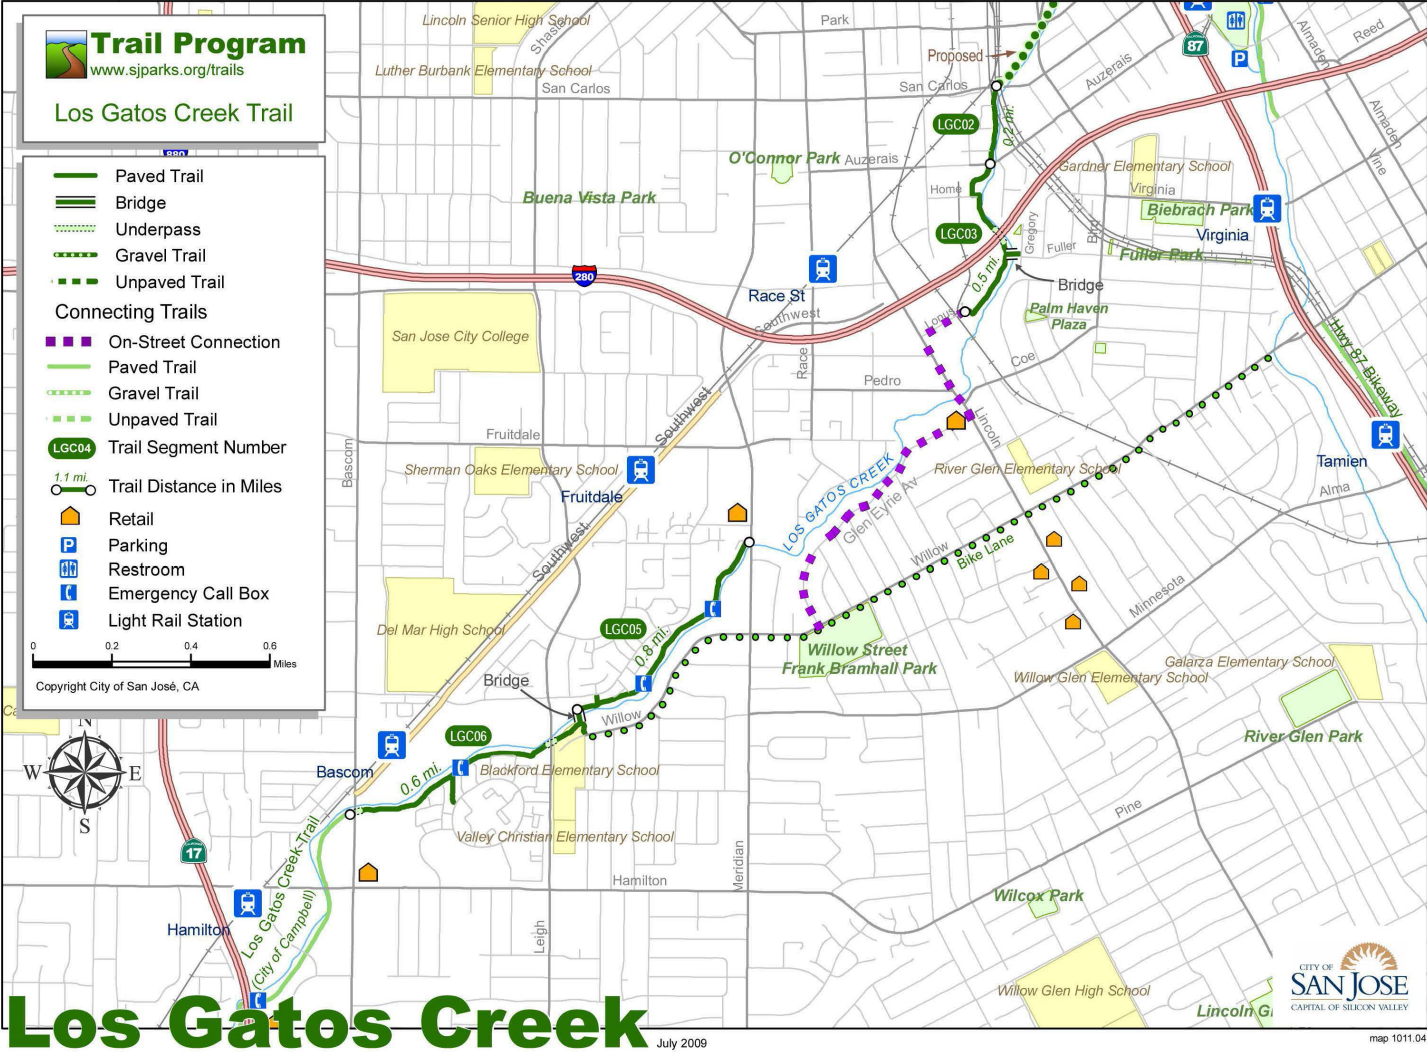 Trail Program
www.sjparks.org/trails
Los Gatos Creek Trail
880
Paved Trail
Bridge
Underpass
Gravel Trail
Unpaved Trail
Connecting Trails
On-Street Connection
Paved Trail
Gravel Trail
Unpaved Trail
LGC04 Trail Segment Number
1.1 mi.
Trail Distance in Miles
Retail
P Parking
Restroom
Emergency Call Box
Light Rail Station
0 0.2 0.4 0.6
Miles
Copyright City of San José, CA
N
W E
S
Lincoln Senior High School
Shasta
Luther Burbank Elementary School
San Carlos
Park
Proposed
San Carlos
Auzerais
87
P
Almaden
Reed
Almaden
Vine
LGC02
0.2 mi.
O'Connor Park
Auzerais
Gardner Elementary School
Virginia
Home
Buena Vista Park
Biebrach Park
Virginia
LGC03
Gregory
Bird
Fuller
Fuller Park
280
Race St
0.5 mi.
Bridge
Southwest
Lonus
Palm Haven
Plaza
San Jose City College
Race
Coe
Hwy 87 Bikeway
Pedro
Southwest
Lincoln
Fruitdale
Bascom
Sherman Oaks Elementary School
Fruitdale
LOS GATOS CREEK
River Glen Elementary School
Tamien
Alma
Glen Eyrie Av
Southwest
Willow
Bike Lane
Minnesota
Del Mar High School
LGC05
0.8 mi.
Willow Street
Frank Bramhall Park
Galarza Elementary School
Willow Glen Elementary School
Bridge
Willow
River Glen Park
LGC06
Bascom
0.6 mi.
Blackford Elementary School
Pine
Valley Christian Elementary School
17
Los Gatos Creek Trail
(City of Campbell)
Hamilton
Meridian
Hamilton
Leigh
Wilcox Park
Willow Glen High School
Lincoln Gl
CITY OF
SAN JOSE
CAPITAL OF SILICON VALLEY
Los Gatos Creek
July 2009
map 1011.04